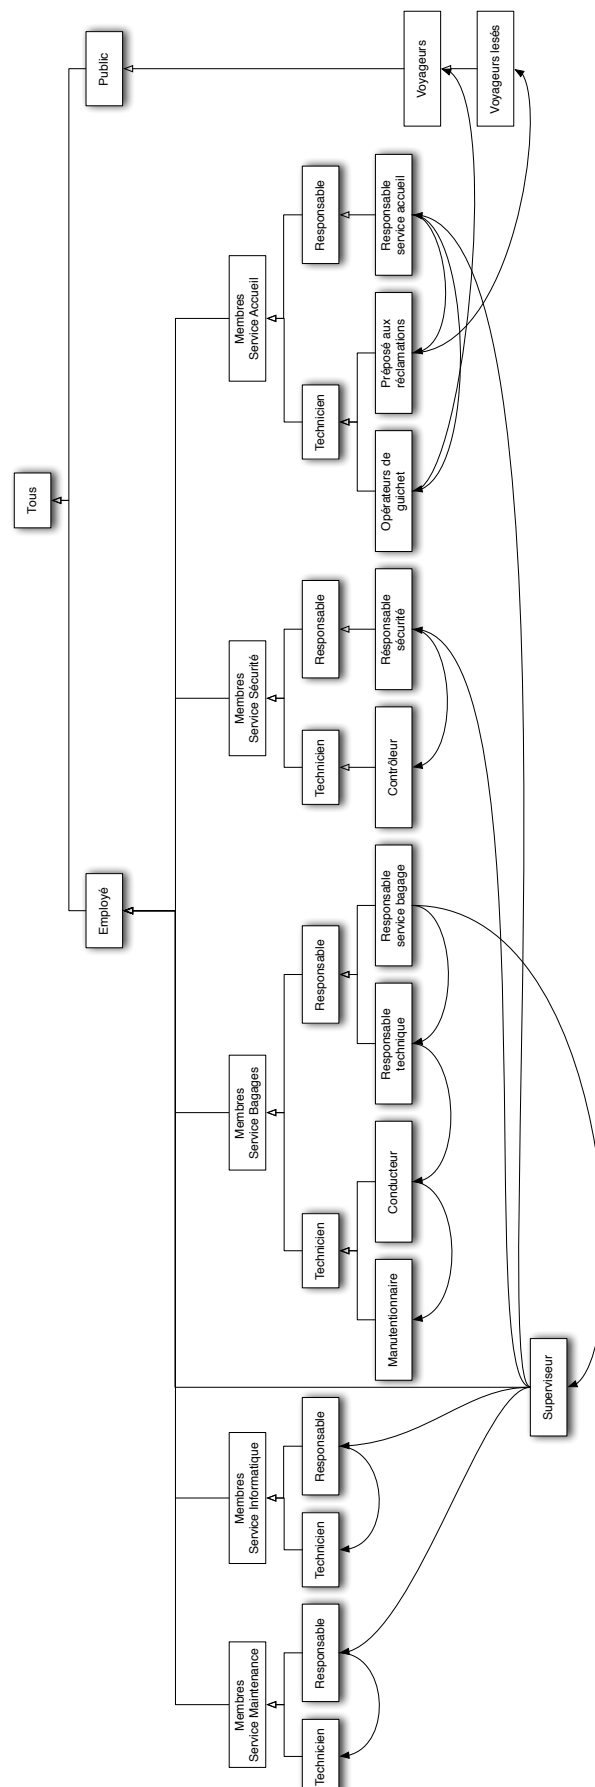 Tous
Employé
Public
Membres
Service Maintenance
Membres
Service Informatique
Membres
Service Bagages
Membres
Service Sécurité
Membres
Service Accueil
Technicien
Responsable
Technicien
Responsable
Technicien
Responsable
Technicien
Responsable
Technicien
Responsable
Manutentionnaire
Conducteur
Responsable
technique
Responsable
service bagage
Contrôleur
Résponsable
sécurité
Opérateurs de
guichet
Préposé aux
réclamations
Responsable
service accueil
Voyageurs
Voyageurs lesés
Superviseur